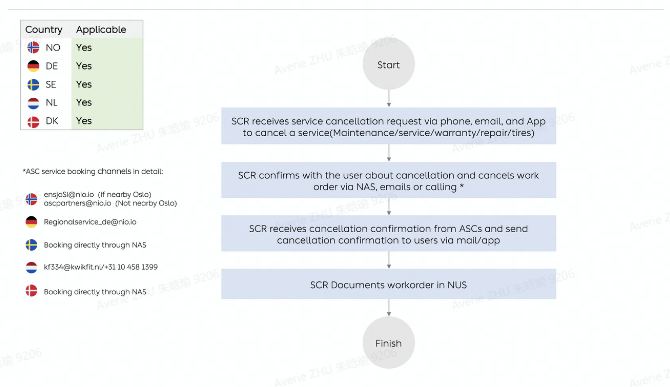 Country Applicable
NO Yes
DE Yes
SE Yes
NL Yes
DK Yes
*ASC service booking channels in detail:
ensjoSI@nio.io (If nearby Oslo)
ascpartners@nio.io (Not nearby Oslo)
Regionalservice_de@nio.io
Booking directly through NAS
kf334@kwikfit.nl/+31 10 458 1399
Booking directly through NAS
Start
SCR receives service cancellation request via phone, email, and App
to cancel a service(Maintenance/service/warranty/repair/tires)
SCR confirms with the user about cancellation and cancels work
order via NAS, emails or calling *
SCR receives cancellation confirmation from ASCs and send
cancellation confirmation to users via mail/app
SCR Documents workorder in NUS
Finish
Averie ZHU 朱皓瑜 9206